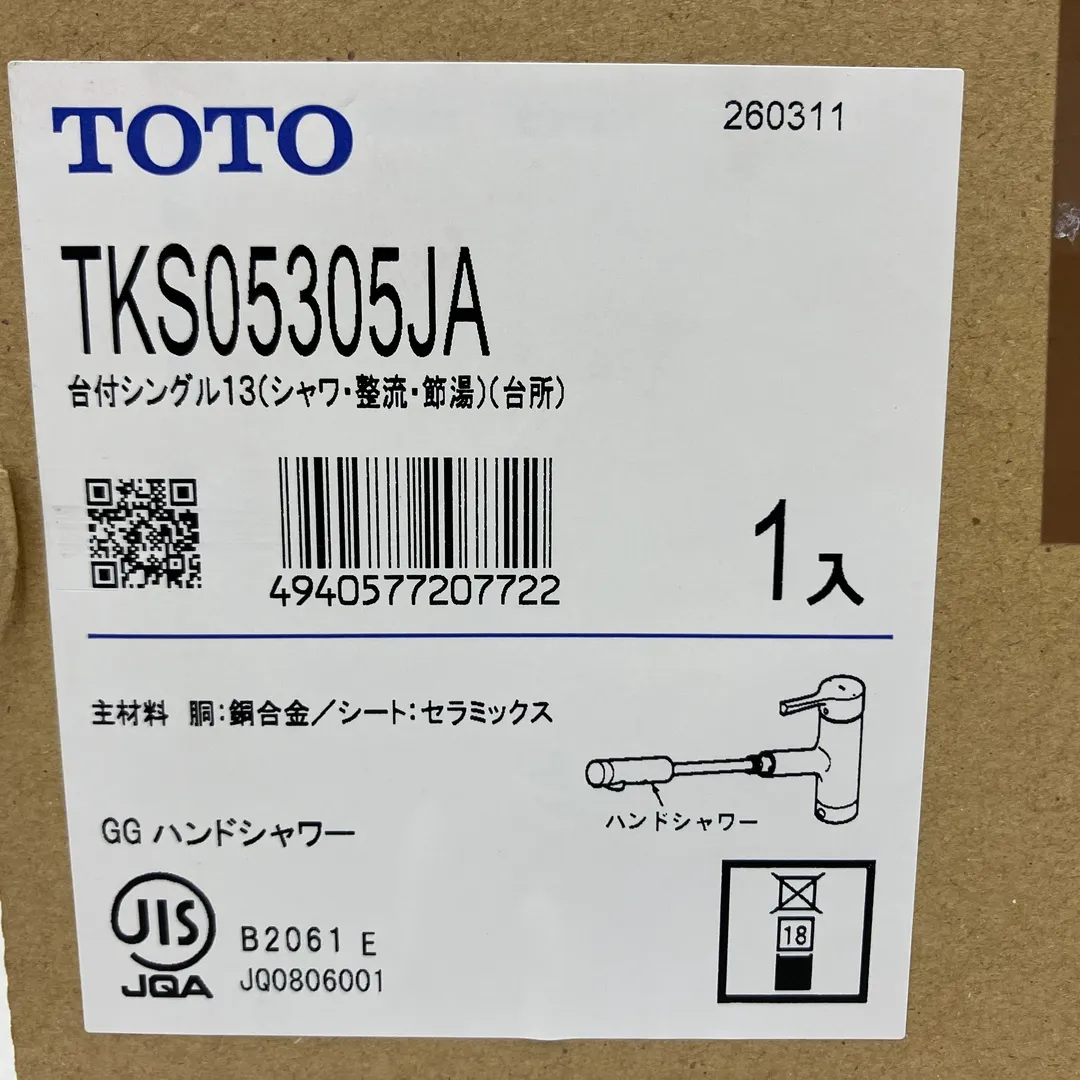 TOTO
260311
TKS05305JA
台付シングル13(シャワ・整流・節湯)(台所)
4940577207722
1入
主材料 胴:銅合金/シート:セラミックス
ハンドシャワー
GG ハンドシャワー
JIS
JQA
B2061 E
JQ0806001
18